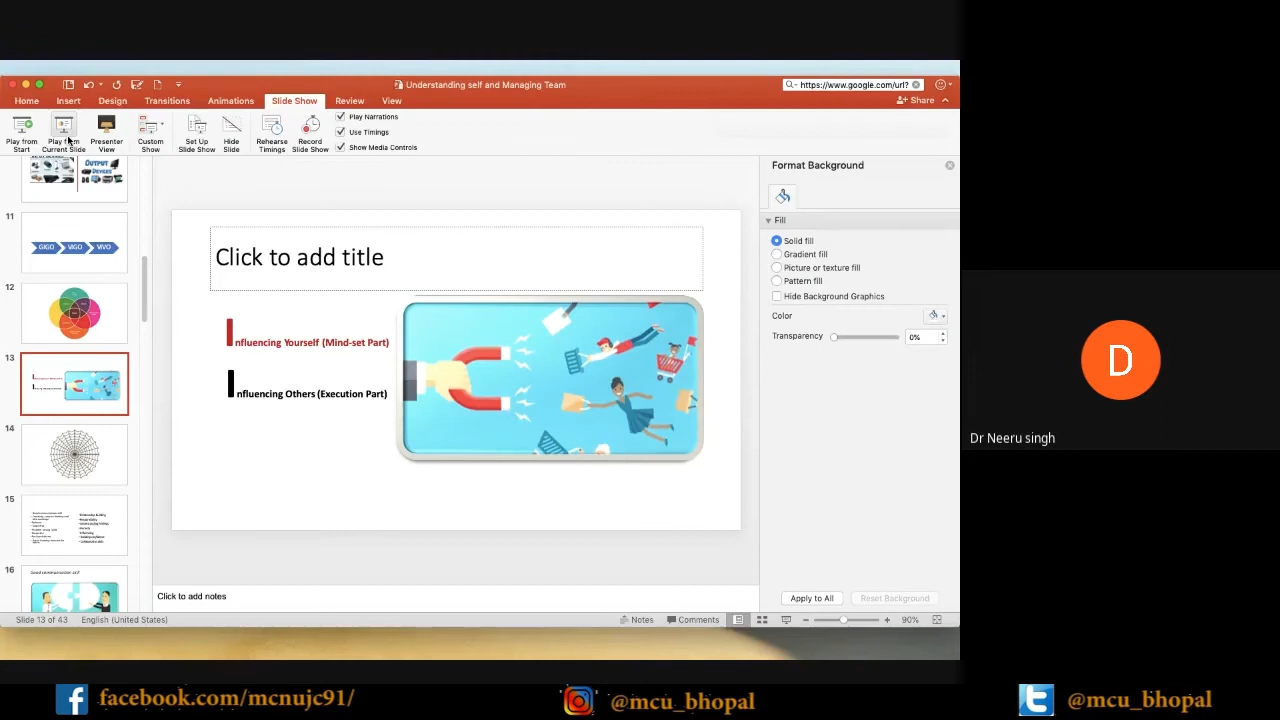 Understanding self and Managing Team
https://www.google.com/url?
Home Insert Design Transitions Animations Slide Show Review View
Share
Play from Start
Play from Current Slide
Presenter View
Custom Show
Set Up Slide Show
Hide Slide
Rehearse Timings
Record Slide Show
Play Narrations
Use Timings
Show Media Controls
OUTPUT DEVICES
11
GIGO VIGO VIVO
12
13
14
15
16
Good communication skill
Click to add title
Influencing Yourself (Mind-set Part)
Influencing Others (Execution Part)
Click to add notes
Format Background
Fill
Solid fill
Gradient fill
Picture or texture fill
Pattern fill
Hide Background Graphics
Color
Transparency 0%
Apply to All Reset Background
Slide 13 of 43 English (United States) Notes Comments 90%
D
Dr Neeru singh
facebook.com/mcnujc91/ @mcu_bhopal @mcu_bhopal